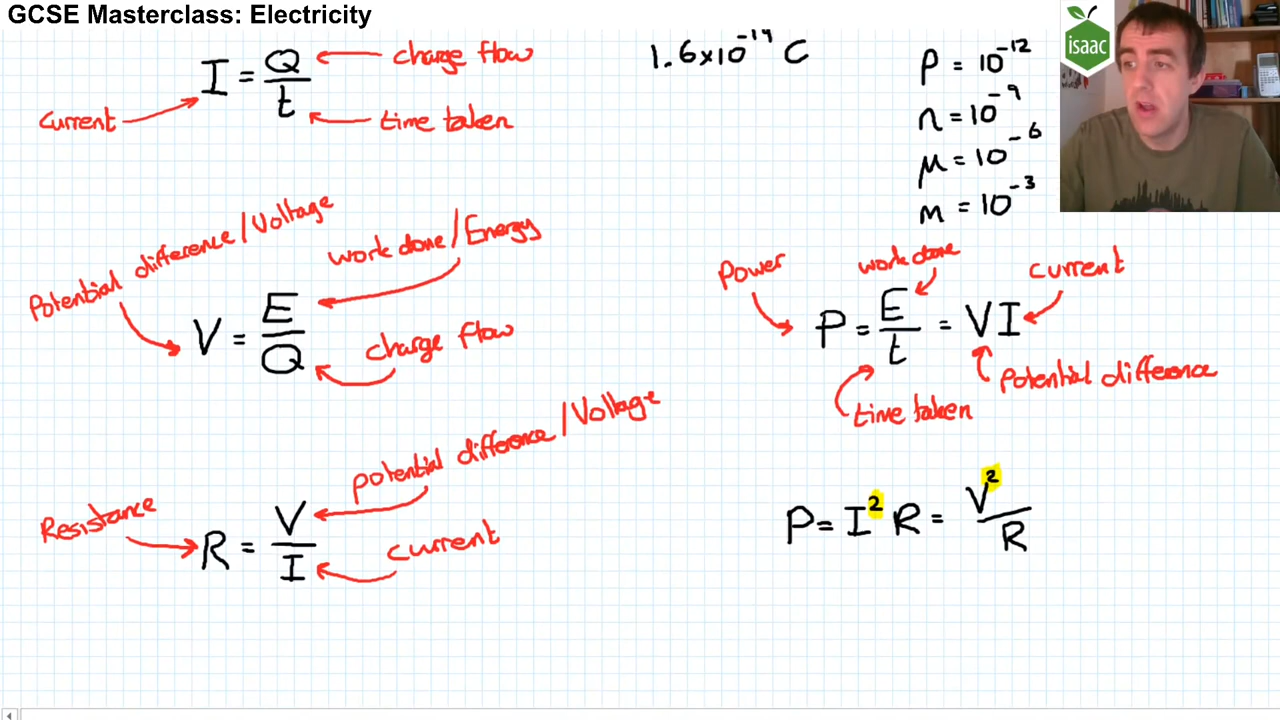 GCSE Masterclass: Electricity
isaac
I = Q/t
charge flow
Current
time taken
1.6x10⁻¹⁹ C
p = 10⁻¹²
n = 10⁻⁹
μ = 10⁻⁶
m = 10⁻³
Potential difference/Voltage
work done/Energy
V = E/Q
charge flow
Power
work done
current
P = E/t = VI
time taken
Potential difference
Resistance
potential difference/Voltage
R = V/I
current
P = I²R = V²/R